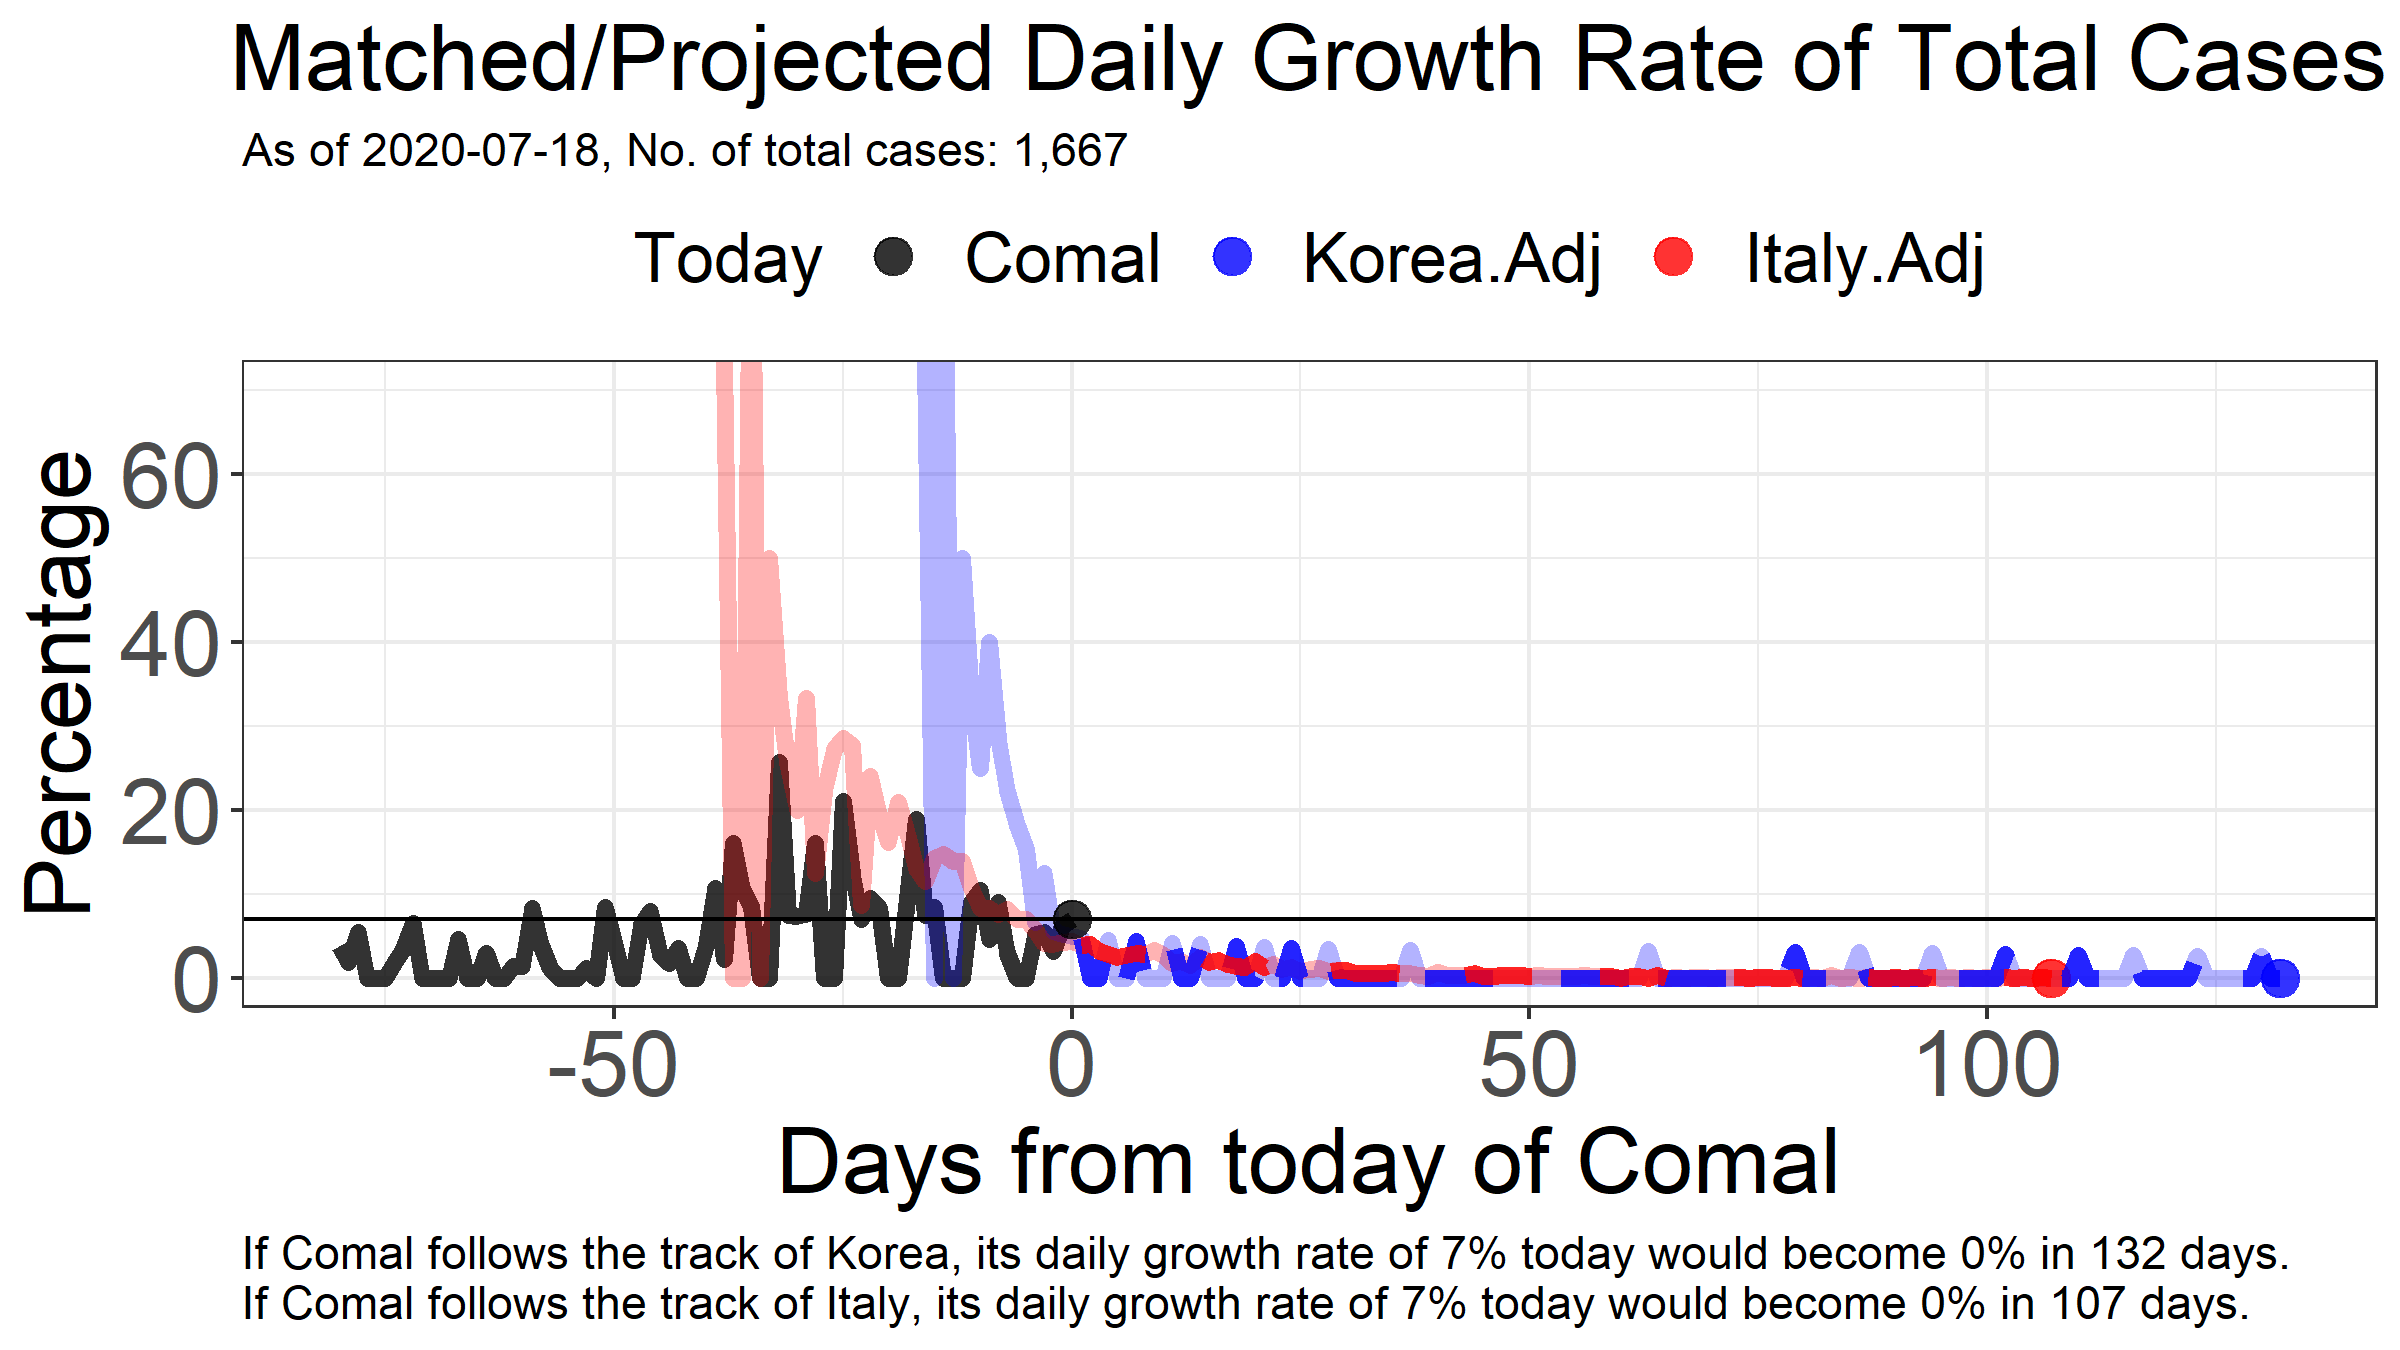 Matched/Projected Daily Growth Rate of Total Cases
As of 2020-07-18, No. of total cases: 1,667
Today Comal Korea.Adj Italy.Adj
Percentage
60
40
20
0
-50 0 50 100
Days from today of Comal
If Comal follows the track of Korea, its daily growth rate of 7% today would become 0% in 132 days.
If Comal follows the track of Italy, its daily growth rate of 7% today would become 0% in 107 days.